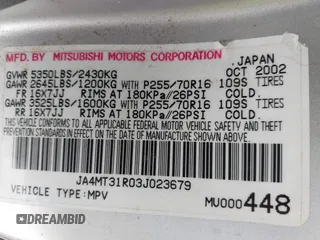 MFD. BY MITSUBISHI MOTORS CORPORATION
JAPAN
GVWR 5350LBS/2430KG OCT 2002
GAWR 2645LBS/1200KG WITH P255/70R16 TIRES
FR 16X7JJ RIMS AT 180KPa//26PSI 109S
GAWR 3525LBS/1600KG WITH P255/70R16 TIRES
RR 16X7JJ RIMS AT 180KPa//26PSI 109S
THIS VEHICLE CONFORMS TO ALL APPLICABLE FEDERAL MOTOR VEHICLE SAFETY AND
THEFT PREVENTION STANDARDS IN EFFECT ON THE DATE OF MANUFACTURE SHOWN ABOVE.
JA4MT31R03J023679
VEHICLE TYPE:MPV
MU000448
DREAMBID